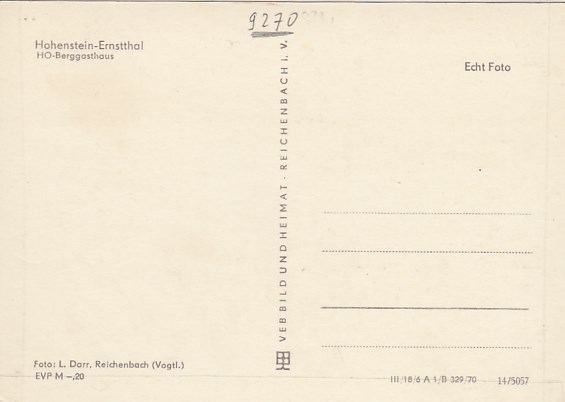 9270
Hohenstein-Ernstthal
HO-Berggasthaus
Echt Foto
VEB BILD UND HEIMAT · REICHENBACH i. V.
Foto: L. Darr, Reichenbach (Vogtl.)
EVP M –,20
III/18/6 A 1/B 329/70 14/5057